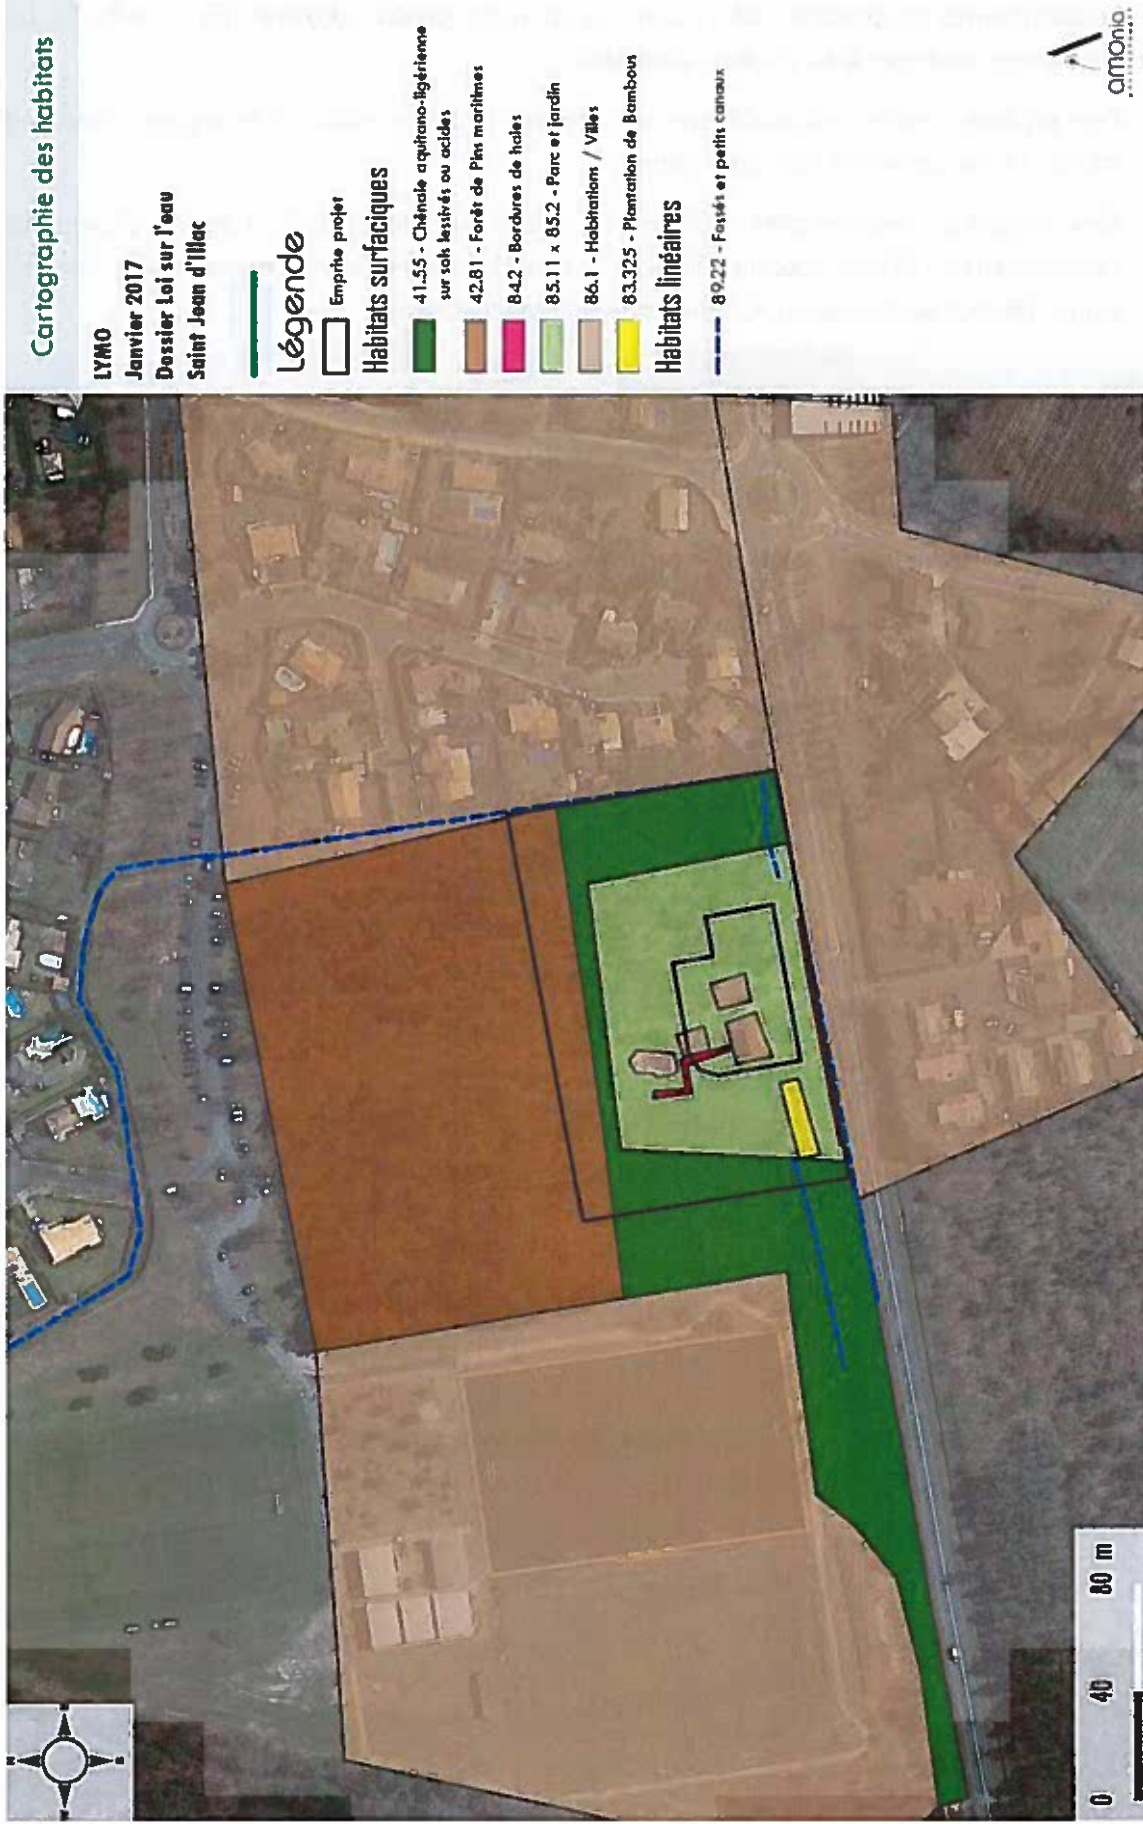 Cartographie des habitats
LYMO
Janvier 2017
Dossier Loi sur l'eau
Saint Jean d'Illac
Légende
Emprise projet
Habitats surfaciques
41.55 - Chênaie aquitano-ligérienne
sur sols lessivés ou acides
42.81 - Forêt de Pins maritimes
84.2 - Bordures de haies
85.11 x 85.2 - Parc et jardin
86.1 - Habitations / Villes
83.325 - Plantation de Bambous
Habitats linéaires
89.22 - Fossés et petits canaux
amOnia
0 40 80 m